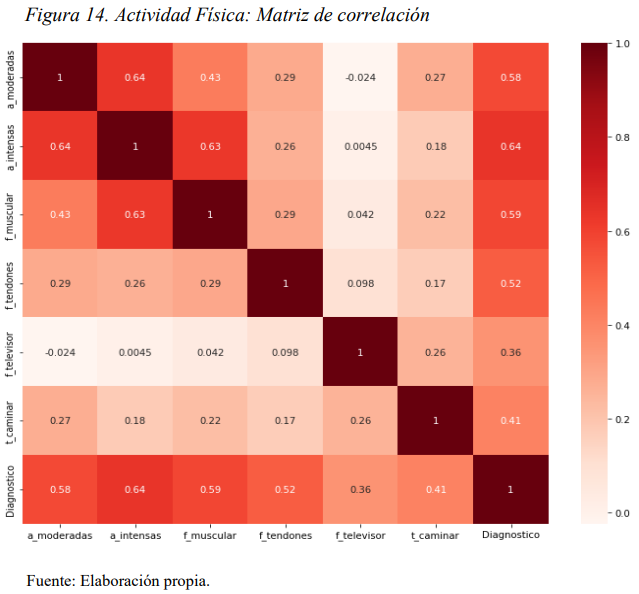 Figura 14. Actividad Física: Matriz de correlación
a_moderadas 1 0.64 0.43 0.29 -0.024 0.27 0.58
a_intensas 0.64 1 0.63 0.26 0.0045 0.18 0.64
f_muscular 0.43 0.63 1 0.29 0.042 0.22 0.59
f_tendones 0.29 0.26 0.29 1 0.098 0.17 0.52
f_televisor -0.024 0.0045 0.042 0.098 1 0.26 0.36
t_caminar 0.27 0.18 0.22 0.17 0.26 1 0.41
Diagnostico 0.58 0.64 0.59 0.52 0.36 0.41 1
a_moderadas a_intensas f_muscular f_tendones f_televisor t_caminar Diagnostico
1.0
0.8
0.6
0.4
0.2
0.0
Fuente: Elaboración propia.